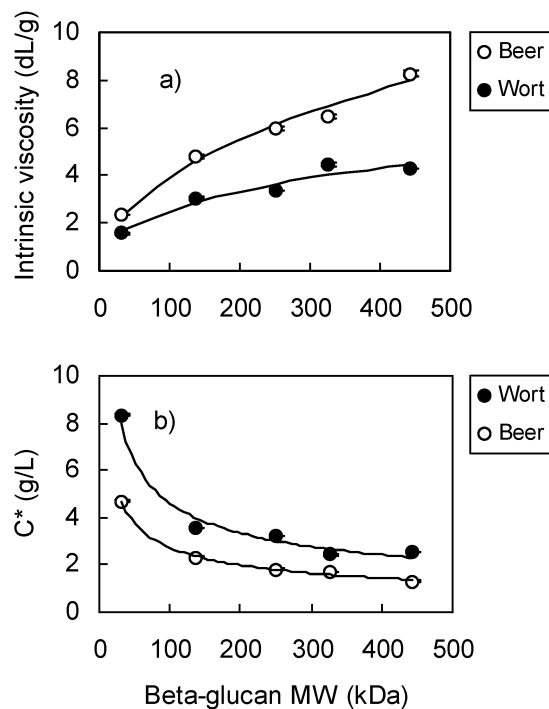 Intrinsic viscosity (dL/g)
10
8
6
4
2
0
a)
Beer
Wort
0 100 200 300 400 500
C* (g/L)
10
8
6
4
2
0
b)
Wort
Beer
0 100 200 300 400 500
Beta-glucan MW (kDa)